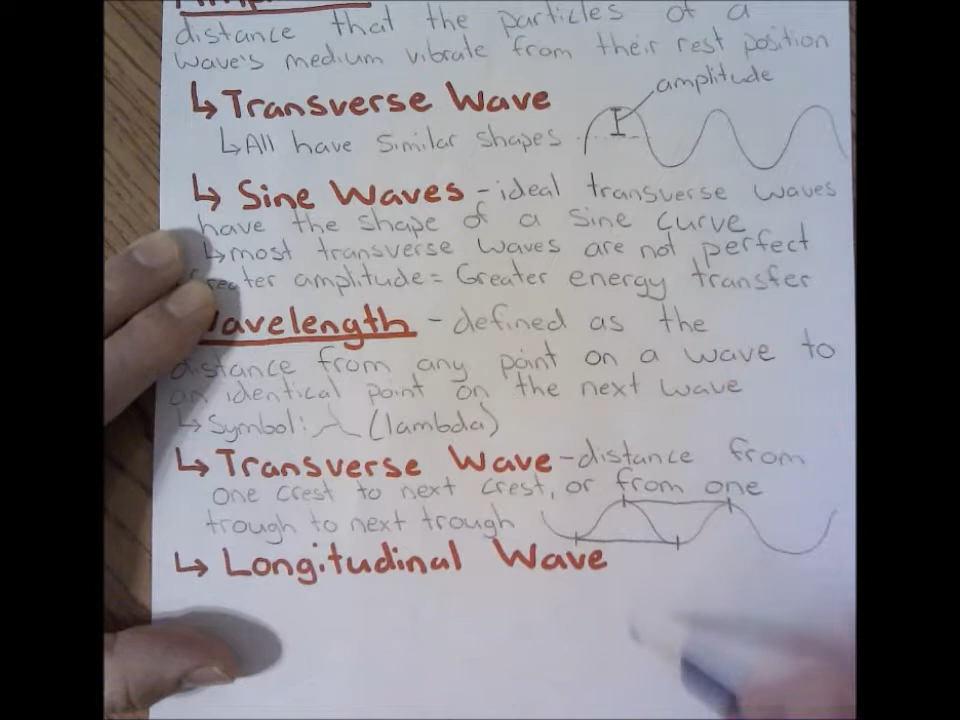 distance that the particles of a
wave's medium vibrate from their rest position
↳ Transverse Wave
amplitude
↳ All have similar shapes
↳ Sine Waves - ideal transverse waves
have the shape of a sine curve
↳ most transverse waves are not perfect
Greater amplitude = Greater energy transfer
Wavelength - defined as the
distance from any point on a wave to
an identical point on the next wave
↳ Symbol: λ (lambda)
↳ Transverse Wave - distance from
one crest to next crest, or from one
trough to next trough
↳ Longitudinal Wave